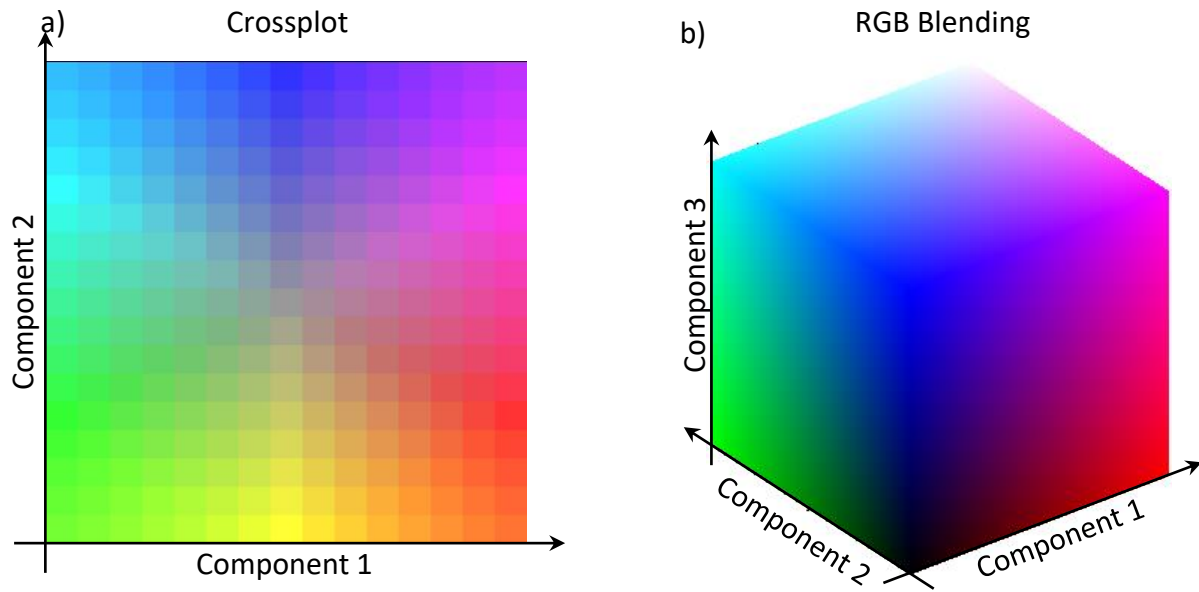 a)
Crossplot
Component 2
Component 1
b)
RGB Blending
Component 3
Component 2
Component 1